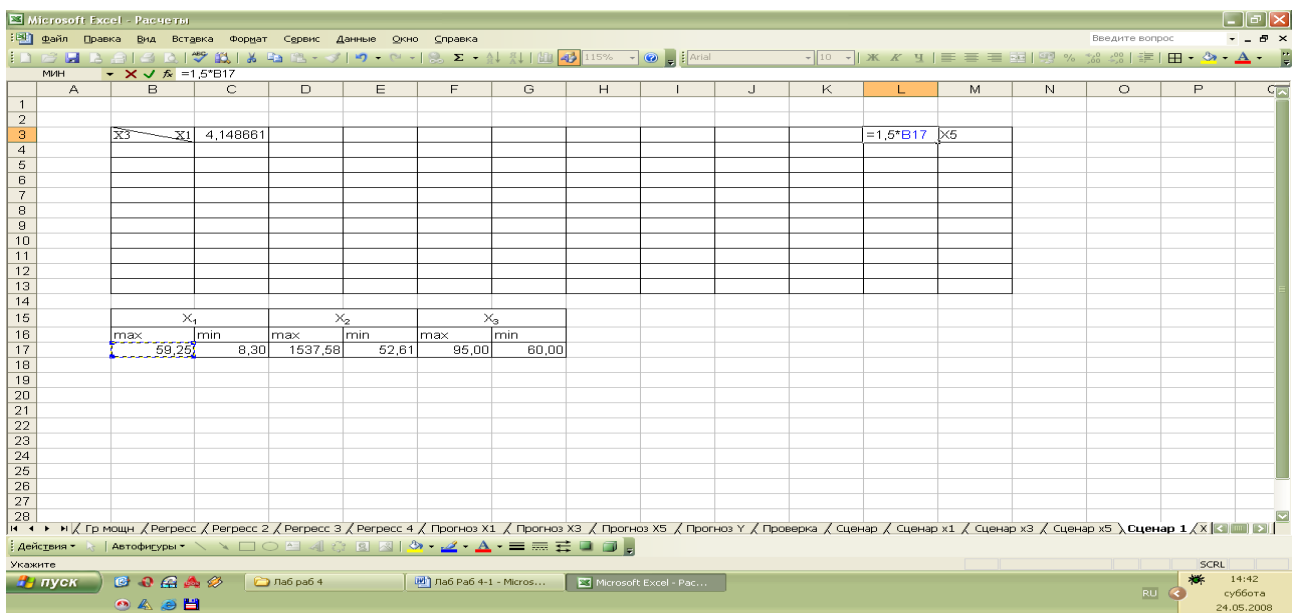 Microsoft Excel - Расчеты
Файл Правка Вид Вставка Формат Сервис Данные Окно Справка Введите вопрос
115% Arial 10 Ж К Ч
МИН =1,5*B17
A B C D E F G H I J K L M N O P
1
2
3 X3 X1 4,148661 =1,5*B17 X5
4
5
6
7
8
9
10
11
12
13
14
15 X₁ X₂ X₃
16 max min max min max min
17 59,25 8,30 1537,58 52,61 95,00 60,00
18
19
20
21
22
23
24
25
26
27
28
Гр мощн Регресс Регресс 2 Регресс 3 Регресс 4 Прогноз X1 Прогноз X3 Прогноз X5 Прогноз Y Проверка Сценар Сценар x1 Сценар x3 Сценар x5 Сценар 1 X
Действия Автофигуры
Укажите SCRL
пуск Лаб раб 4 Лаб Раб 4-1 - Micros... Microsoft Excel - Рас... RU 14:42
суббота
24.05.2008